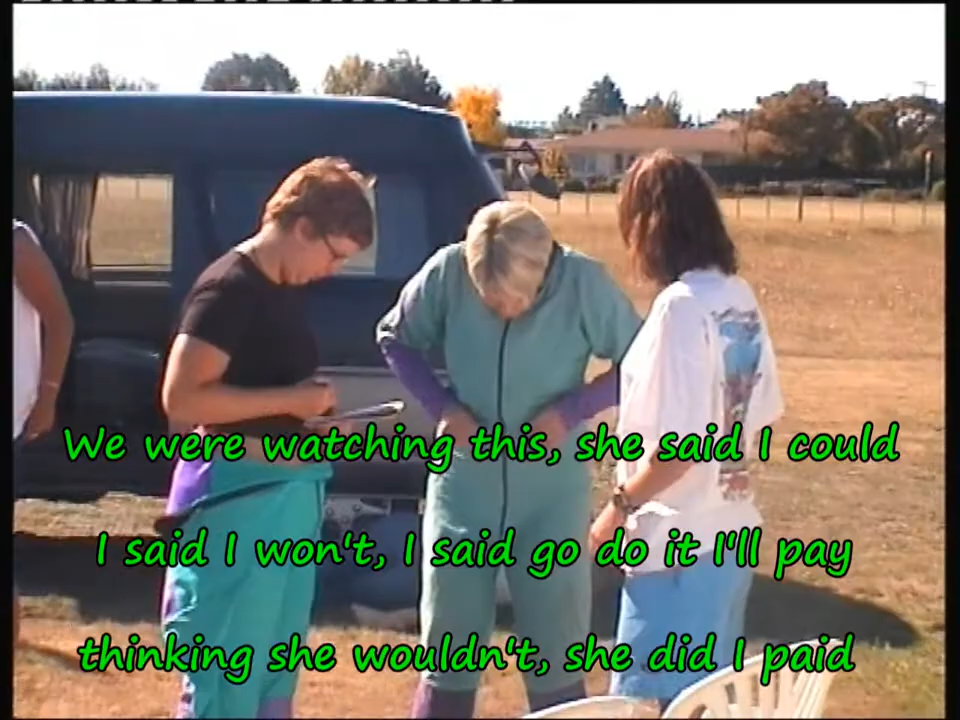 We were watching this, she said I could
I said I won't, I said go do it I'll pay
thinking she wouldn't, she did I paid